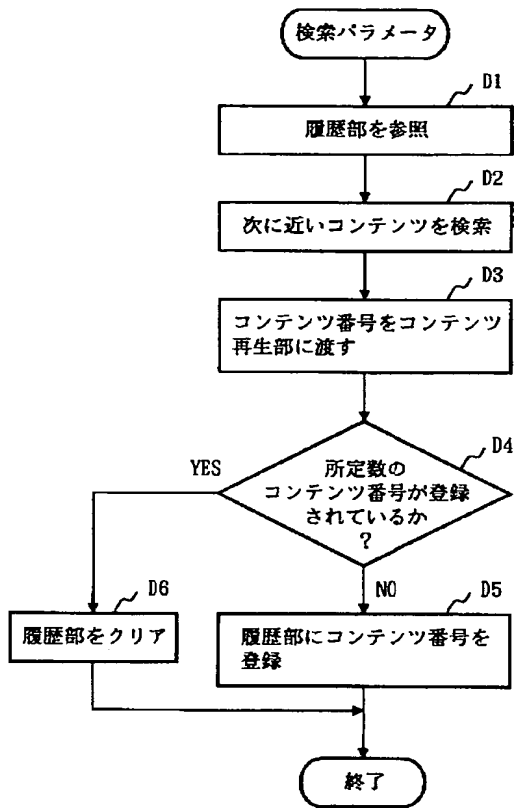 検索パラメータ
D1
履歴部を参照
D2
次に近いコンテンツを検索
D3
コンテンツ番号をコンテンツ
再生部に渡す
D4
YES
所定数の
コンテンツ番号が登録
されているか
?
NO
D6
D5
履歴部をクリア
履歴部にコンテンツ番号を
登録
終了